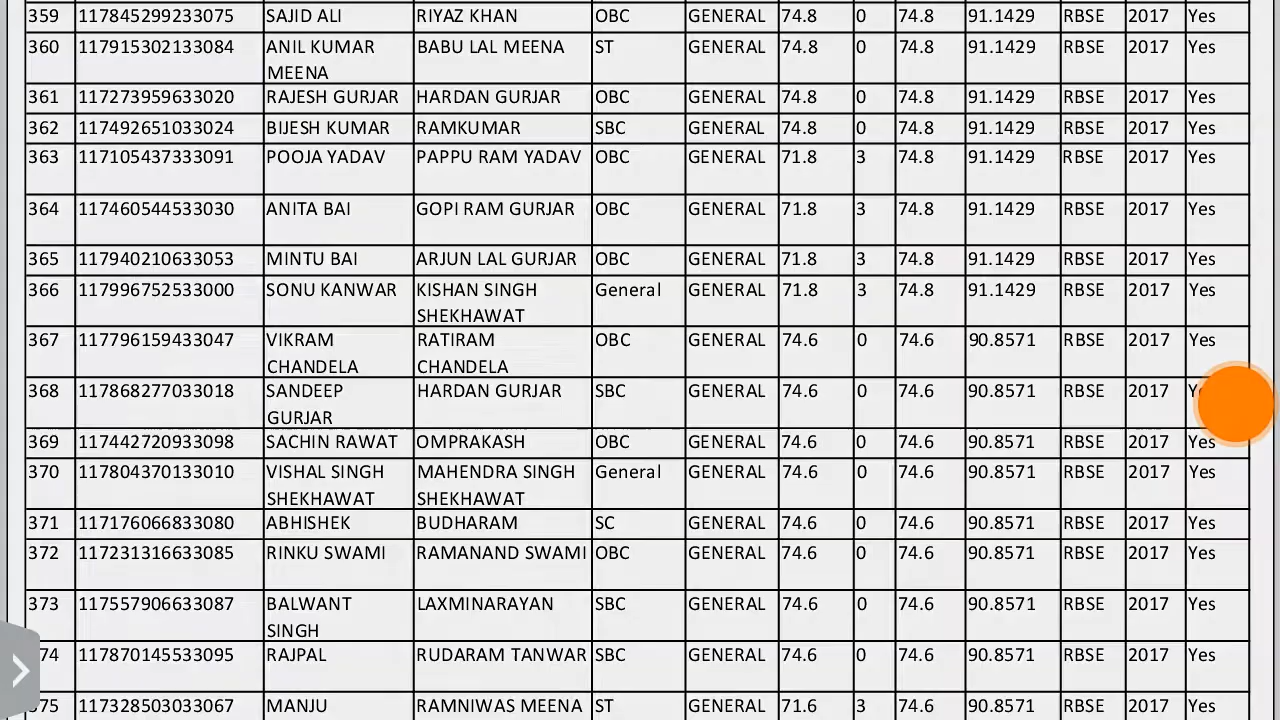 359 117845299233075 SAJID ALI RIYAZ KHAN OBC GENERAL 74.8 0 74.8 91.1429 RBSE 2017 Yes
360 117915302133084 ANIL KUMAR BABU LAL MEENA ST GENERAL 74.8 0 74.8 91.1429 RBSE 2017 Yes
MEENA
361 117273959633020 RAJESH GURJAR HARDAN GURJAR OBC GENERAL 74.8 0 74.8 91.1429 RBSE 2017 Yes
362 117492651033024 BIJESH KUMAR RAMKUMAR SBC GENERAL 74.8 0 74.8 91.1429 RBSE 2017 Yes
363 117105437333091 POOJA YADAV PAPPU RAM YADAV OBC GENERAL 71.8 3 74.8 91.1429 RBSE 2017 Yes
364 117460544533030 ANITA BAI GOPI RAM GURJAR OBC GENERAL 71.8 3 74.8 91.1429 RBSE 2017 Yes
365 117940210633053 MINTU BAI ARJUN LAL GURJAR OBC GENERAL 71.8 3 74.8 91.1429 RBSE 2017 Yes
366 117996752533000 SONU KANWAR KISHAN SINGH General GENERAL 71.8 3 74.8 91.1429 RBSE 2017 Yes
SHEKHAWAT
367 117796159433047 VIKRAM RATIRAM OBC GENERAL 74.6 0 74.6 90.8571 RBSE 2017 Yes
CHANDELA CHANDELA
368 117868277033018 SANDEEP HARDAN GURJAR SBC GENERAL 74.6 0 74.6 90.8571 RBSE 2017
GURJAR
369 117442720933098 SACHIN RAWAT OMPRAKASH OBC GENERAL 74.6 0 74.6 90.8571 RBSE 2017 Yes
370 117804370133010 VISHAL SINGH MAHENDRA SINGH General GENERAL 74.6 0 74.6 90.8571 RBSE 2017 Yes
SHEKHAWAT SHEKHAWAT
371 117176066833080 ABHISHEK BUDHARAM SC GENERAL 74.6 0 74.6 90.8571 RBSE 2017 Yes
372 117231316633085 RINKU SWAMI RAMANAND SWAMI OBC GENERAL 74.6 0 74.6 90.8571 RBSE 2017 Yes
373 117557906633087 BALWANT LAXMINARAYAN SBC GENERAL 74.6 0 74.6 90.8571 RBSE 2017 Yes
SINGH
74 117870145533095 RAJPAL RUDARAM TANWAR SBC GENERAL 74.6 0 74.6 90.8571 RBSE 2017 Yes
75 117328503033067 MANJU RAMNIWAS MEENA ST GENERAL 71.6 3 74.6 90.8571 RBSE 2017 Yes